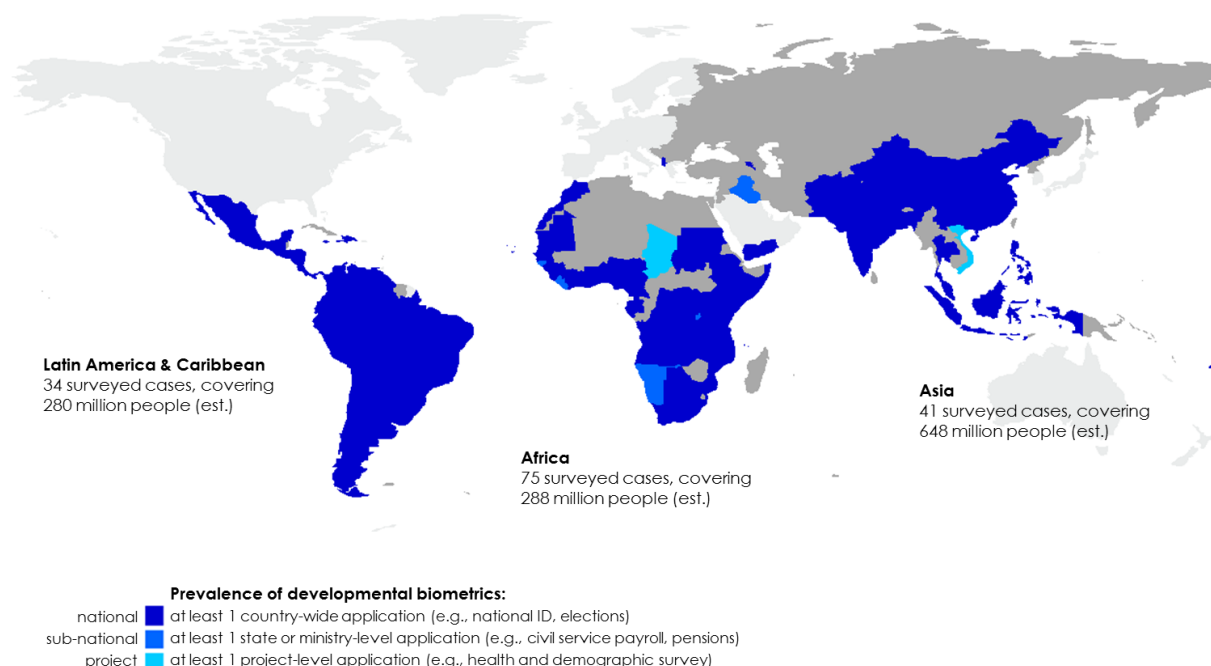 Latin America & Caribbean
34 surveyed cases, covering
280 million people (est.)
Africa
75 surveyed cases, covering
288 million people (est.)
Asia
41 surveyed cases, covering
648 million people (est.)
Prevalence of developmental biometrics:
national at least 1 country-wide application (e.g., national ID, elections)
sub-national at least 1 state or ministry-level application (e.g., civil service payroll, pensions)
project at least 1 project-level application (e.g., health and demographic survey)